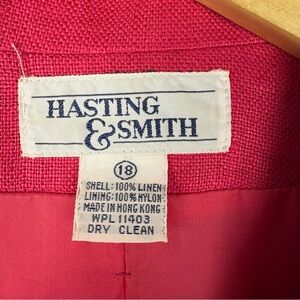 HASTING
&SMITH
18
SHELL:100% LINEN
LINING:100% NYLON
MADE IN HONG KONG
WPL 11403
DRY CLEAN